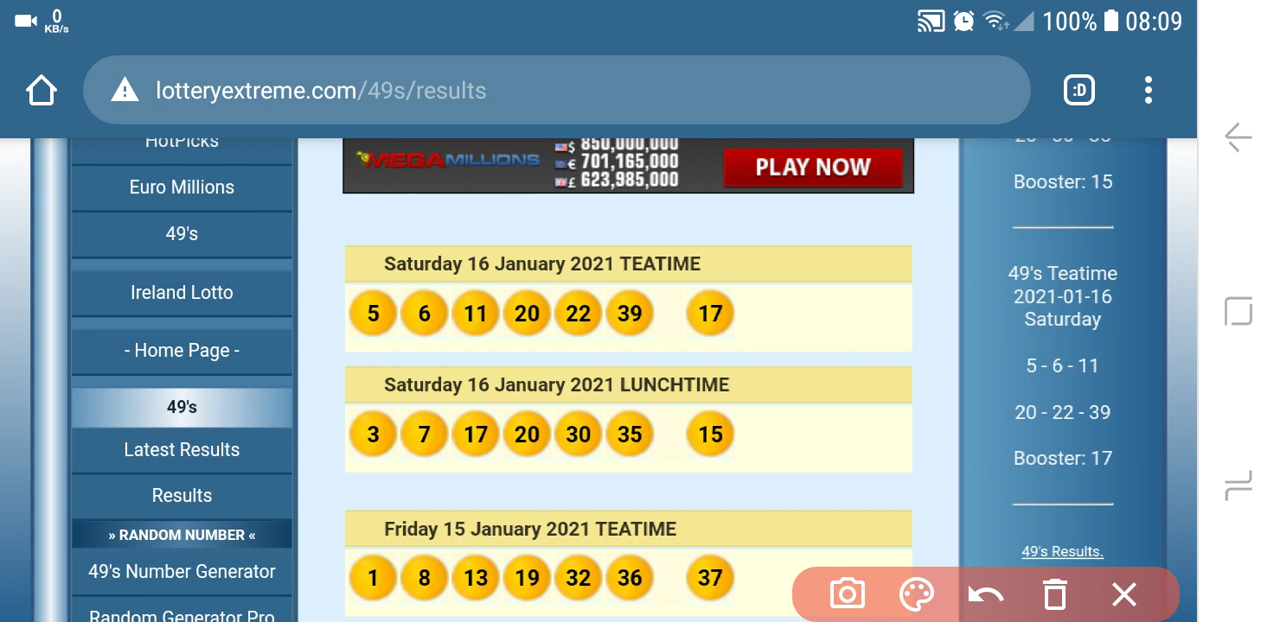 0
KB/s
100% 08:09
lotteryextreme.com/49s/results
:D
HotPicks
Euro Millions
49's
Ireland Lotto
- Home Page -
49's
Latest Results
Results
» RANDOM NUMBER «
49's Number Generator
Random Generator Pro
MEGAMILLIONS
$ 850,000,000
€ 701,165,000
£ 623,985,000
PLAY NOW
Saturday 16 January 2021 TEATIME
5 6 11 20 22 39 17
Saturday 16 January 2021 LUNCHTIME
3 7 17 20 30 35 15
Friday 15 January 2021 TEATIME
1 8 13 19 32 36 37
Booster: 15
49's Teatime
2021-01-16
Saturday
5 - 6 - 11
20 - 22 - 39
Booster: 17
49's Results.